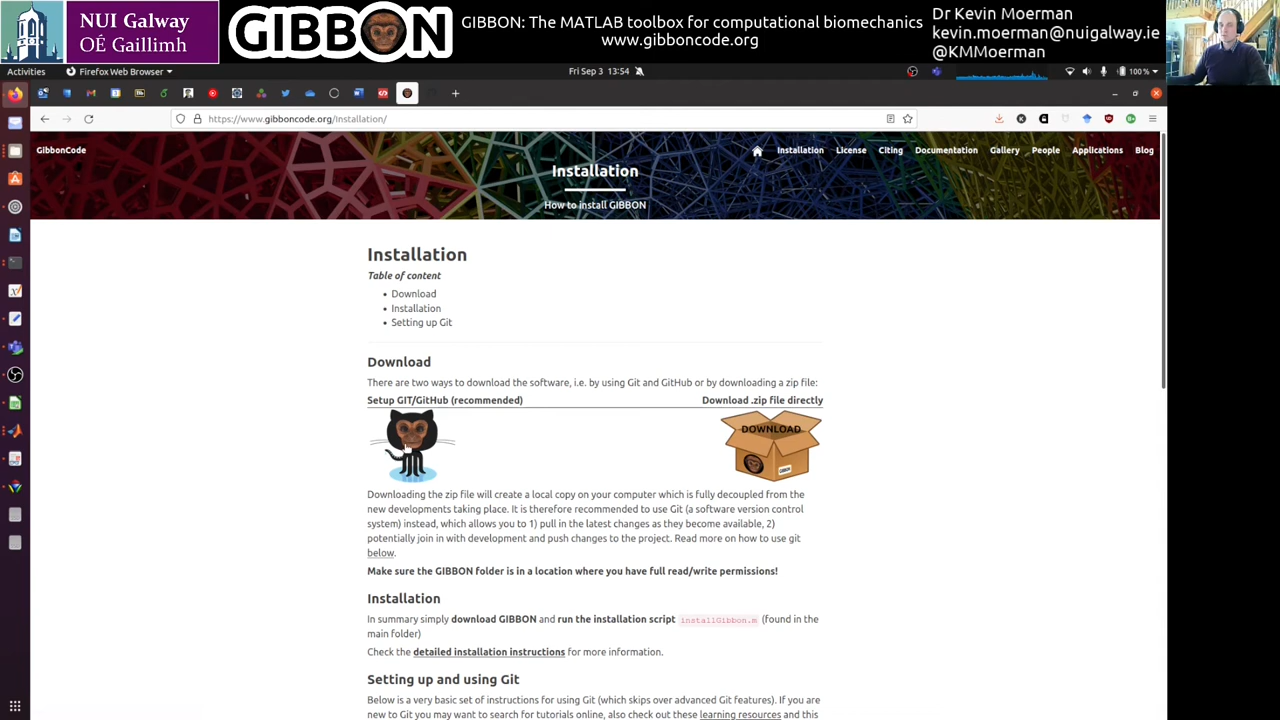 NUI Galway
OÉ Gaillimh
GIBBON
GIBBON: The MATLAB toolbox for computational biomechanics
www.gibboncode.org
Dr Kevin Moerman
kevin.moerman@nuigalway.ie
@KMMoerman
Activities
Firefox Web Browser
Fri Sep 3 13:54
100%
https://www.gibboncode.org/Installation/
GibbonCode
Installation License Citing Documentation Gallery People Applications Blog
Installation
How to install GIBBON
Installation
Table of content
• Download
• Installation
• Setting up Git
Download
There are two ways to download the software, i.e. by using Git and GitHub or by downloading a zip file:
Setup GIT/GitHub (recommended)
Download .zip file directly
DOWNLOAD
Downloading the zip file will create a local copy on your computer which is fully decoupled from the
new developments taking place. It is therefore recommended to use Git (a software version control
system) instead, which allows you to 1) pull in the latest changes as they become available, 2)
potentially join in with development and push changes to the project. Read more on how to use git
below.
Make sure the GIBBON folder is in a location where you have full read/write permissions!
Installation
In summary simply download GIBBON and run the installation script installGibbon.m (found in the
main folder)
Check the detailed installation instructions for more information.
Setting up and using Git
Below is a very basic set of instructions for using Git (which skips over advanced Git features). If you are
new to Git you may want to search for tutorials online, also check out these learning resources and this